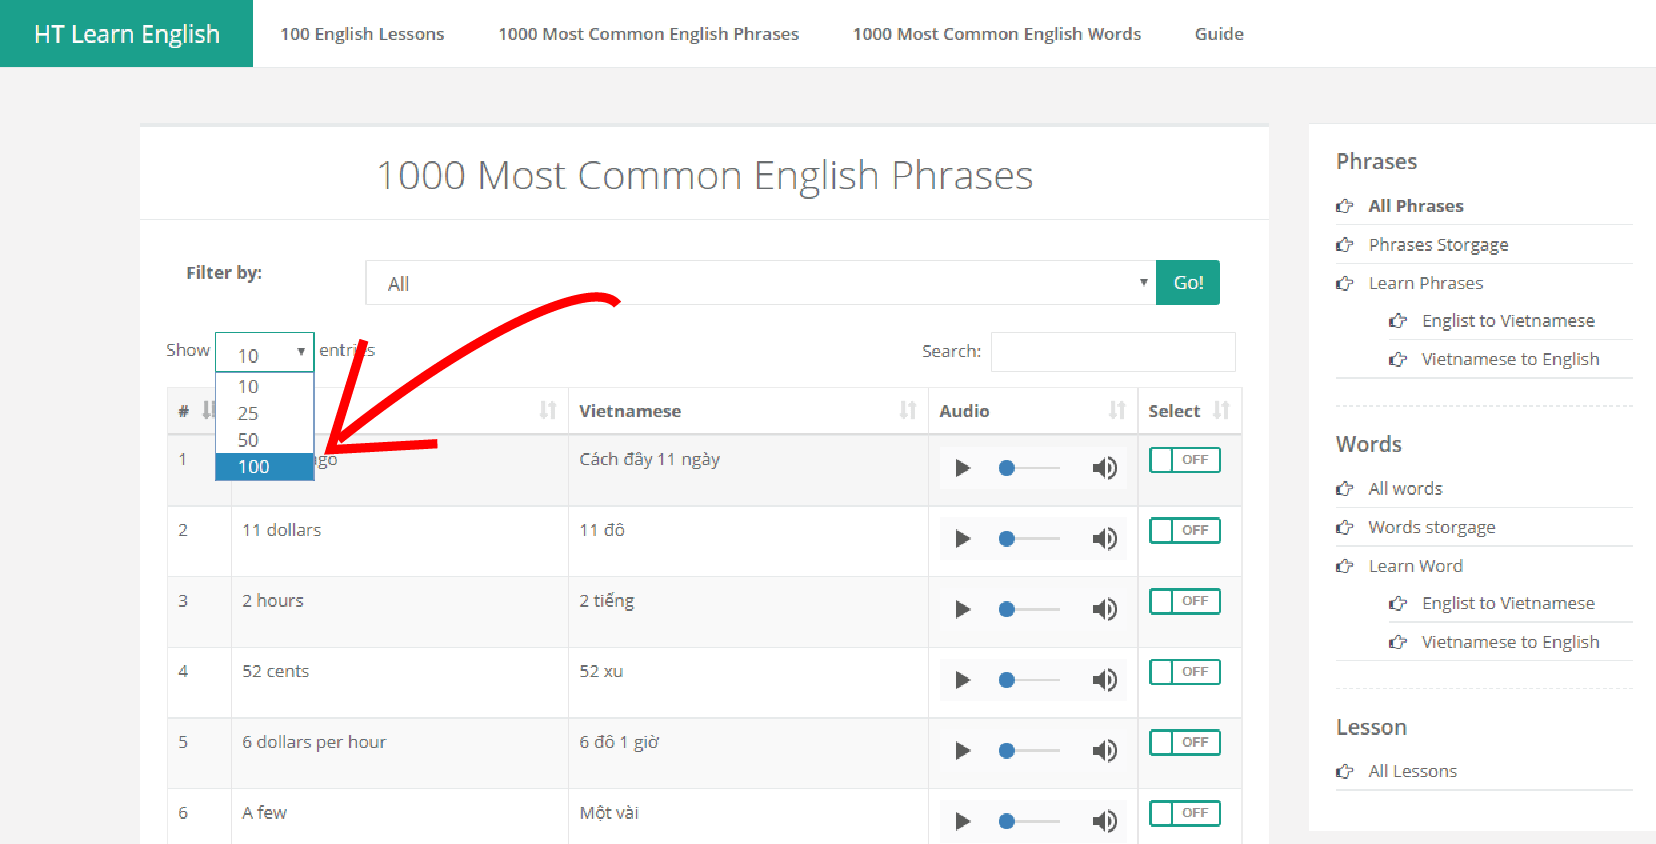 HT Learn English
100 English Lessons
1000 Most Common English Phrases
1000 Most Common English Words
Guide
1000 Most Common English Phrases
Filter by:
All
Go!
Show 10 entries
10
25
50
100
Search:
# Vietnamese Audio Select
1 ago Cách đây 11 ngày OFF
2 11 dollars 11 đô OFF
3 2 hours 2 tiếng OFF
4 52 cents 52 xu OFF
5 6 dollars per hour 6 đô 1 giờ OFF
6 A few Một vài OFF
Phrases
All Phrases
Phrases Storgage
Learn Phrases
Englist to Vietnamese
Vietnamese to English
Words
All words
Words storgage
Learn Word
Englist to Vietnamese
Vietnamese to English
Lesson
All Lessons